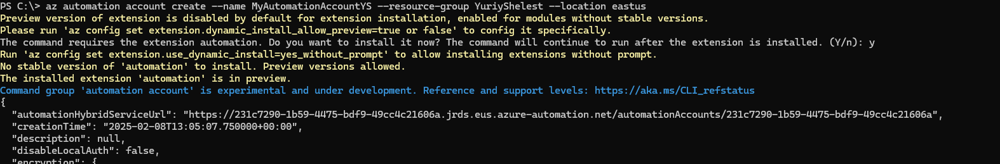 PS C:\> az automation account create --name MyAutomationAccountYS --resource-group YuriyShelest --location eastus
Preview version of extension is disabled by default for extension installation, enabled for modules without stable versions.
Please run 'az config set extension.dynamic_install_allow_preview=true or false' to config it specifically.
The command requires the extension automation. Do you want to install it now? The command will continue to run after the extension is installed. (Y/n): y
Run 'az config set extension.use_dynamic_install=yes_without_prompt' to allow installing extensions without prompt.
No stable version of 'automation' to install. Preview versions allowed.
The installed extension 'automation' is in preview.
Command group 'automation account' is experimental and under development. Reference and support levels: https://aka.ms/CLI_refstatus
{
  "automationHybridServiceUrl": "https://231c7290-1b59-4475-bdf9-49cc4c21606a.jrds.eus.azure-automation.net/automationAccounts/231c7290-1b59-4475-bdf9-49cc4c21606a",
  "creationTime": "2025-02-08T13:05:07.750000+00:00",
  "description": null,
  "disableLocalAuth": false,
  "encryption": {